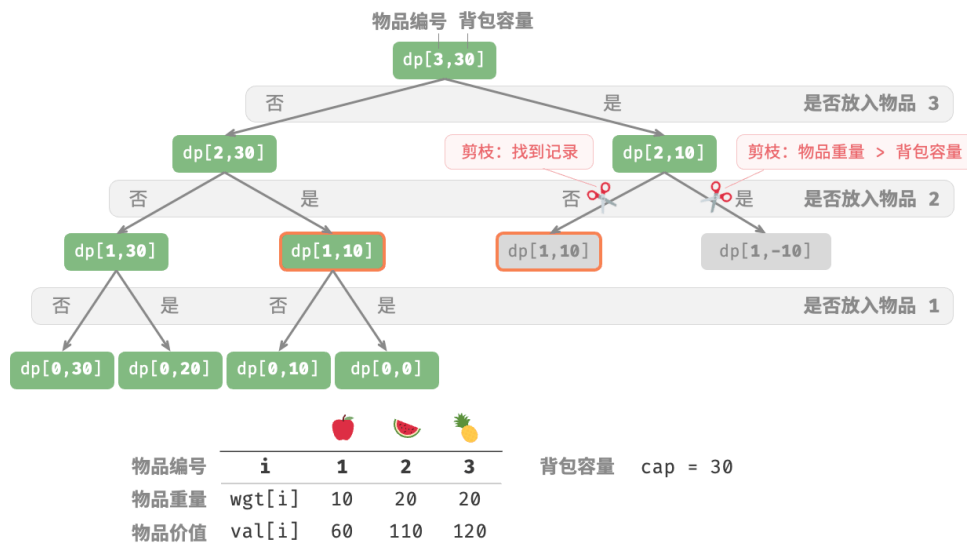 物品编号 背包容量
dp[3,30]
否 是 是否放入物品 3
dp[2,30] 剪枝：找到记录 dp[2,10] 剪枝：物品重量 > 背包容量
否 是 否 是 是否放入物品 2
dp[1,30] dp[1,10] dp[1,10] dp[1,-10]
否 是 否 是 是否放入物品 1
dp[0,30] dp[0,20] dp[0,10] dp[0,0]
物品编号 i 1 2 3 背包容量 cap = 30
物品重量 wgt[i] 10 20 20
物品价值 val[i] 60 110 120